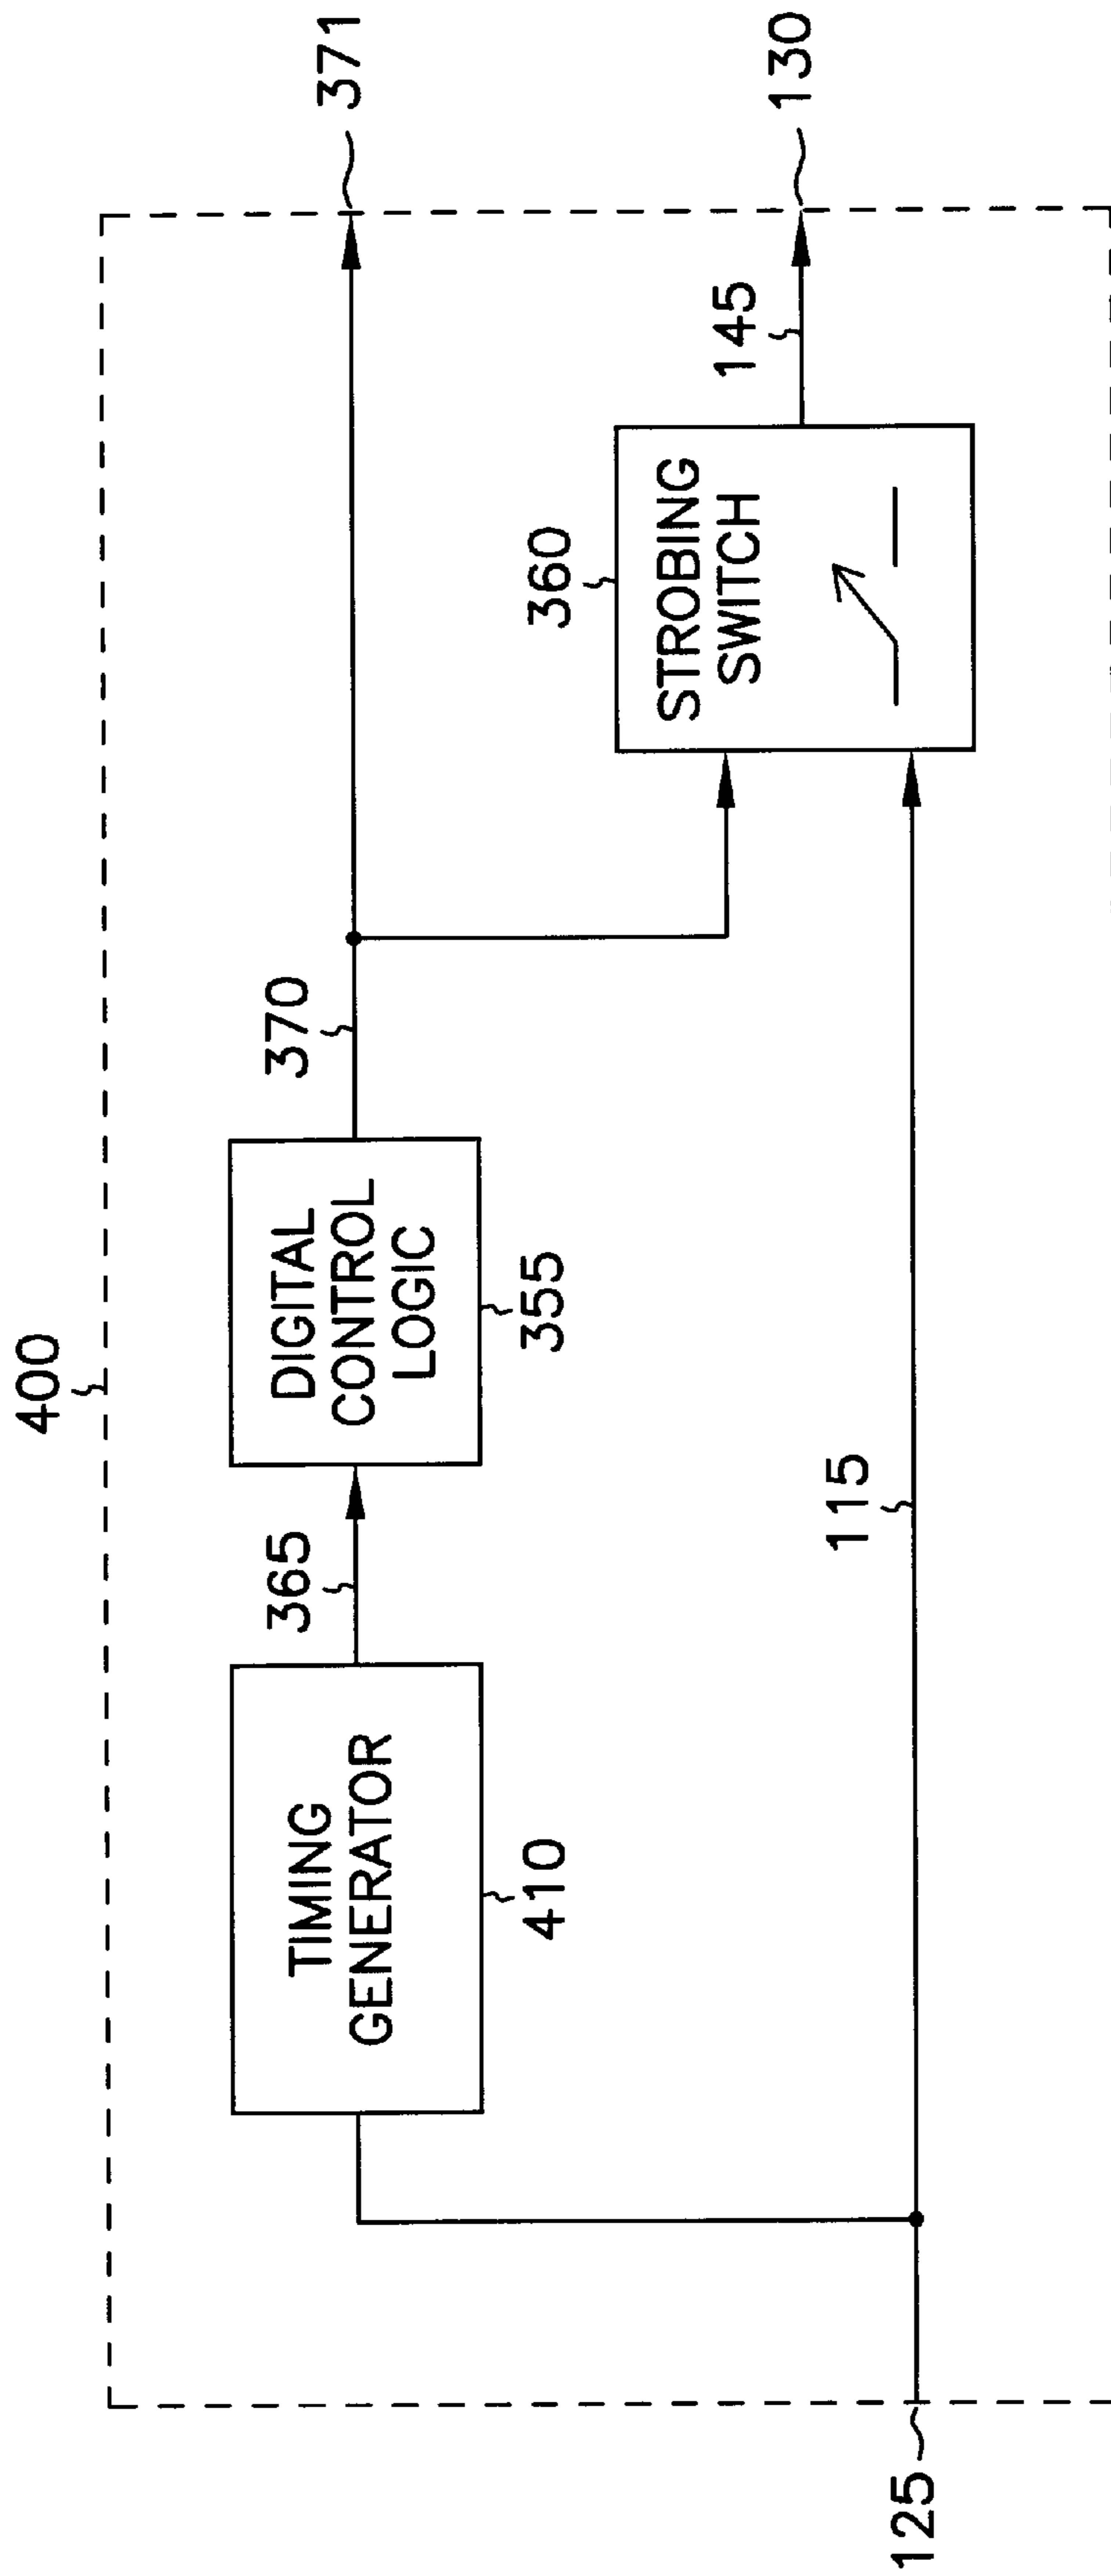 400
371
TIMING
GENERATOR
410
365
DIGITAL
CONTROL
LOGIC
355
370
360
STROBING
SWITCH
145
130
115
125